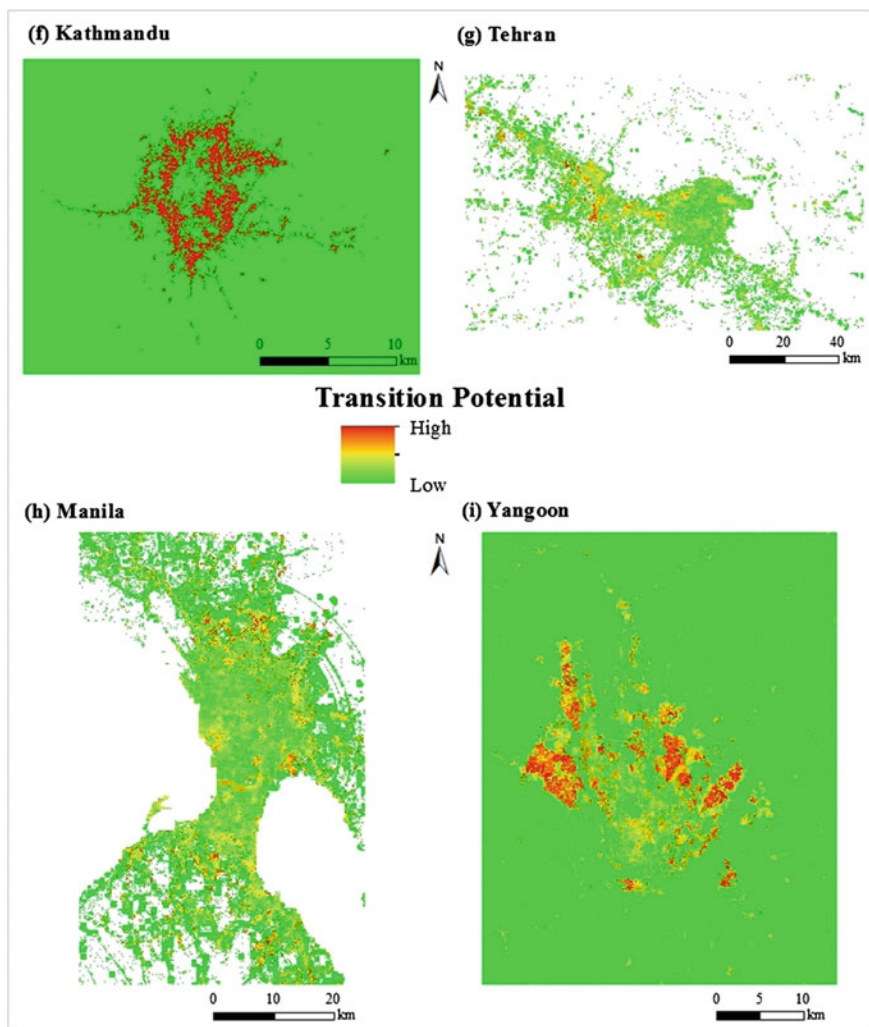 (f) Kathmandu
(g) Tehran
N
0 5 10
km
0 20 40
km
Transition Potential
High
Low
(h) Manila
(i) Yangoon
N
0 10 20
km
0 5 10
km